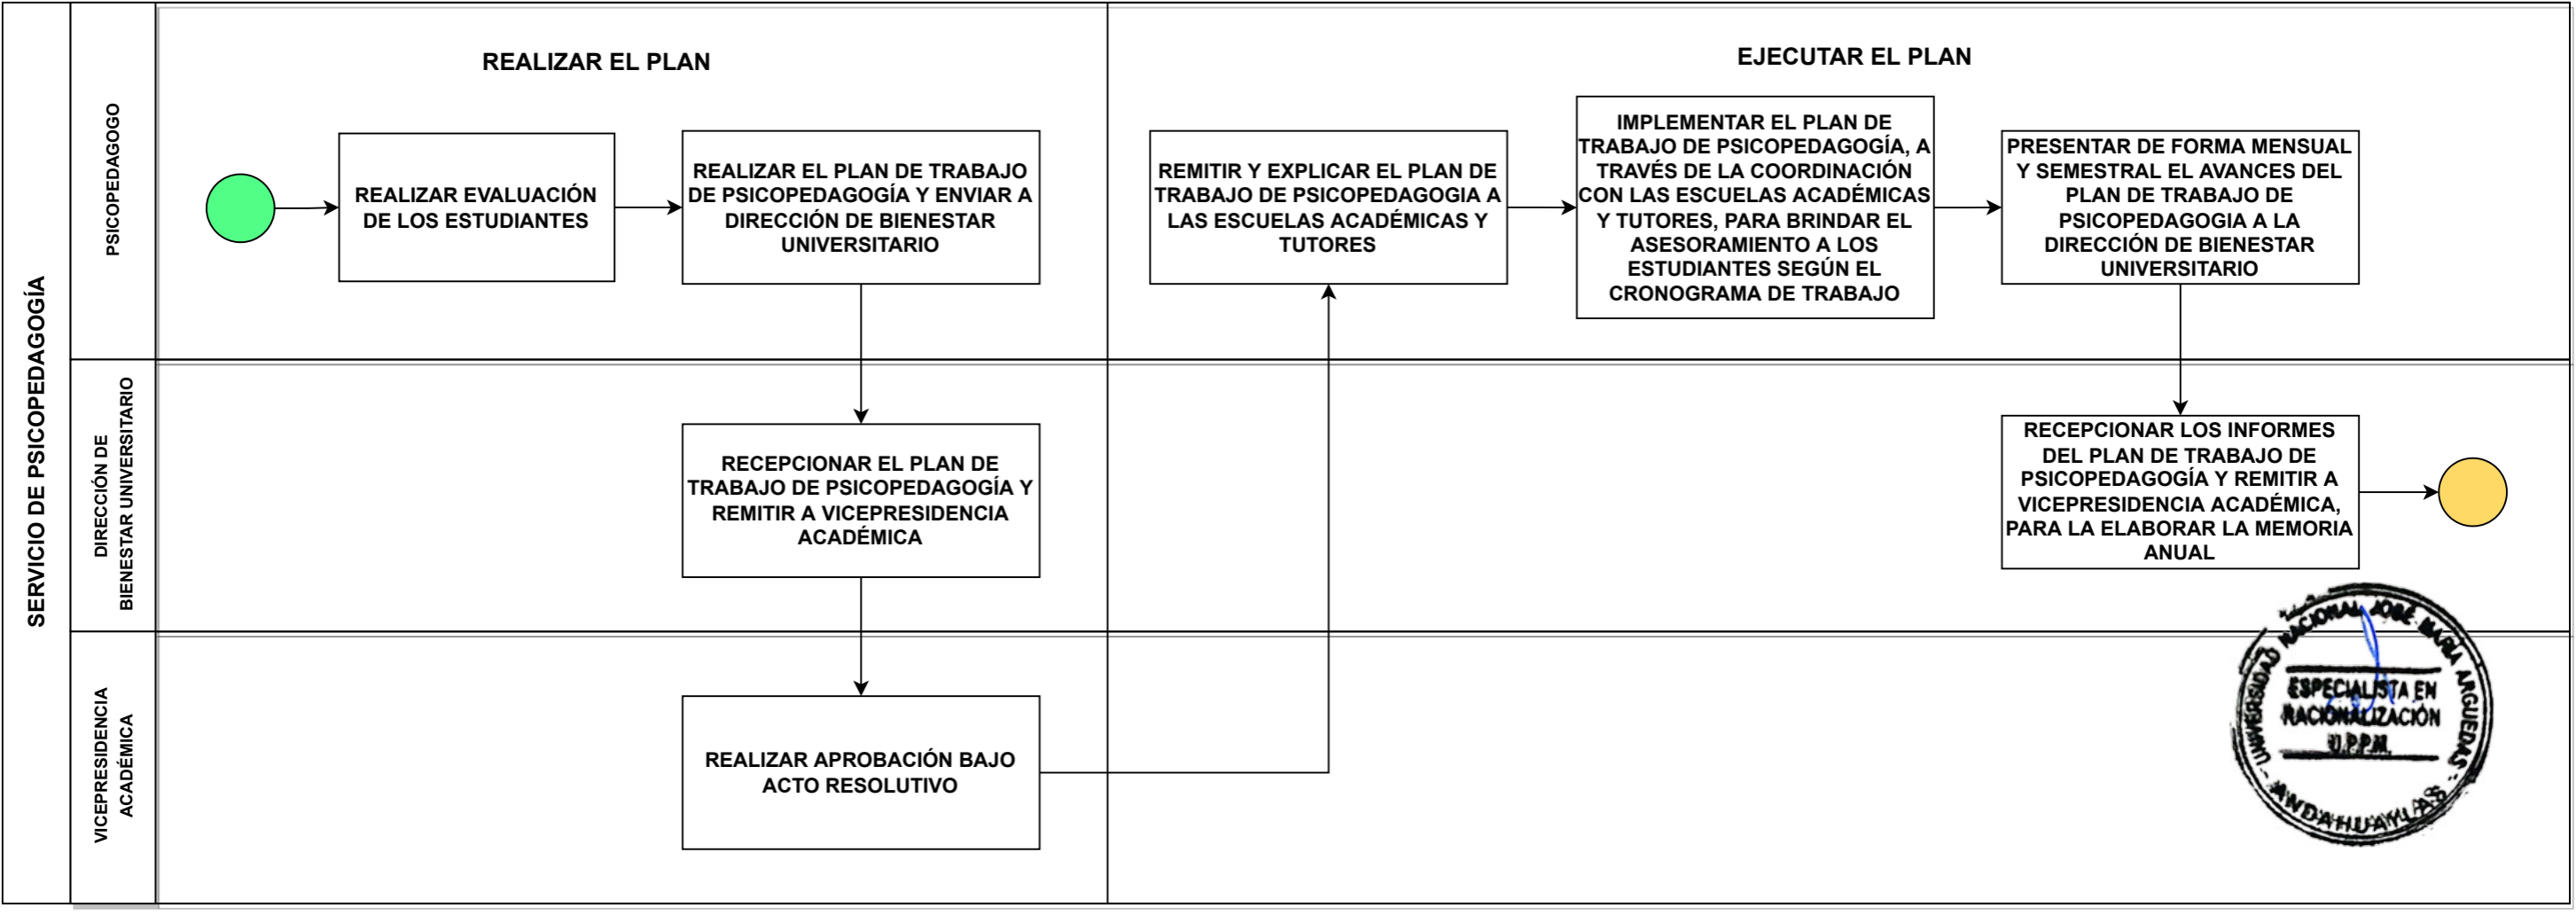 SERVICIO DE PSICOPEDAGOGÍA
REALIZAR EL PLAN
EJECUTAR EL PLAN
PSICOPEDAGOGO
REALIZAR EVALUACIÓN
DE LOS ESTUDIANTES
REALIZAR EL PLAN DE TRABAJO
DE PSICOPEDAGOGÍA Y ENVIAR A
DIRECCIÓN DE BIENESTAR
UNIVERSITARIO
REMITIR Y EXPLICAR EL PLAN DE
TRABAJO DE PSICOPEDAGOGIA A
LAS ESCUELAS ACADÉMICAS Y
TUTORES
IMPLEMENTAR EL PLAN DE
TRABAJO DE PSICOPEDAGOGÍA, A
TRAVÉS DE LA COORDINACIÓN
CON LAS ESCUELAS ACADÉMICAS
Y TUTORES, PARA BRINDAR EL
ASESORAMIENTO A LOS
ESTUDIANTES SEGÚN EL
CRONOGRAMA DE TRABAJO
PRESENTAR DE FORMA MENSUAL
Y SEMESTRAL EL AVANCES DEL
PLAN DE TRABAJO DE
PSICOPEDAGOGIA A LA
DIRECCIÓN DE BIENESTAR
UNIVERSITARIO
DIRECCIÓN DE
BIENESTAR UNIVERSITARIO
RECEPCIONAR EL PLAN DE
TRABAJO DE PSICOPEDAGOGÍA Y
REMITIR A VICEPRESIDENCIA
ACADÉMICA
RECEPCIONAR LOS INFORMES
DEL PLAN DE TRABAJO DE
PSICOPEDAGOGÍA Y REMITIR A
VICEPRESIDENCIA ACADÉMICA,
PARA LA ELABORAR LA MEMORIA
ANUAL
VICEPRESIDENCIA
ACADÉMICA
REALIZAR APROBACIÓN BAJO
ACTO RESOLUTIVO
UNIVERSIDAD NACIONAL JOSÉ MARÍA ARGUEDAS
ESPECIALISTA EN
RACIONALIZACIÓN
U.P.P.M.
- ANDAHUAYLAS -